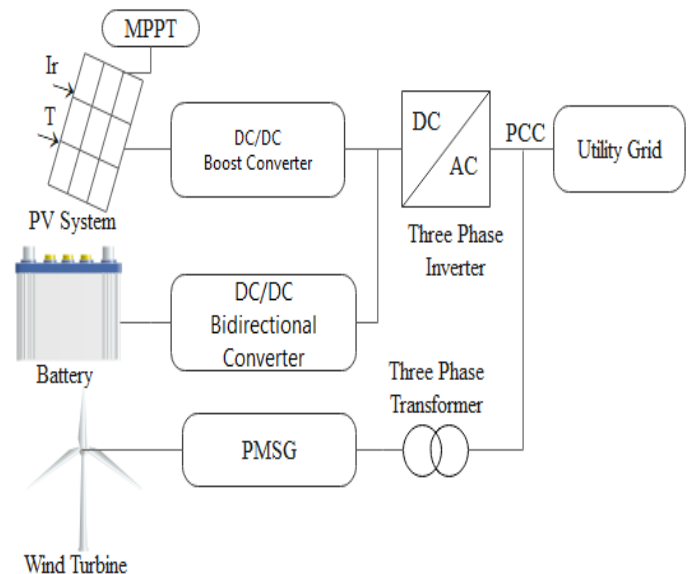 MPPT
Ir
T
PV System
DC/DC
Boost Converter
DC
AC
PCC
Utility Grid
Three Phase
Inverter
DC/DC
Bidirectional
Converter
Battery
Three Phase
Transformer
PMSG
Wind Turbine